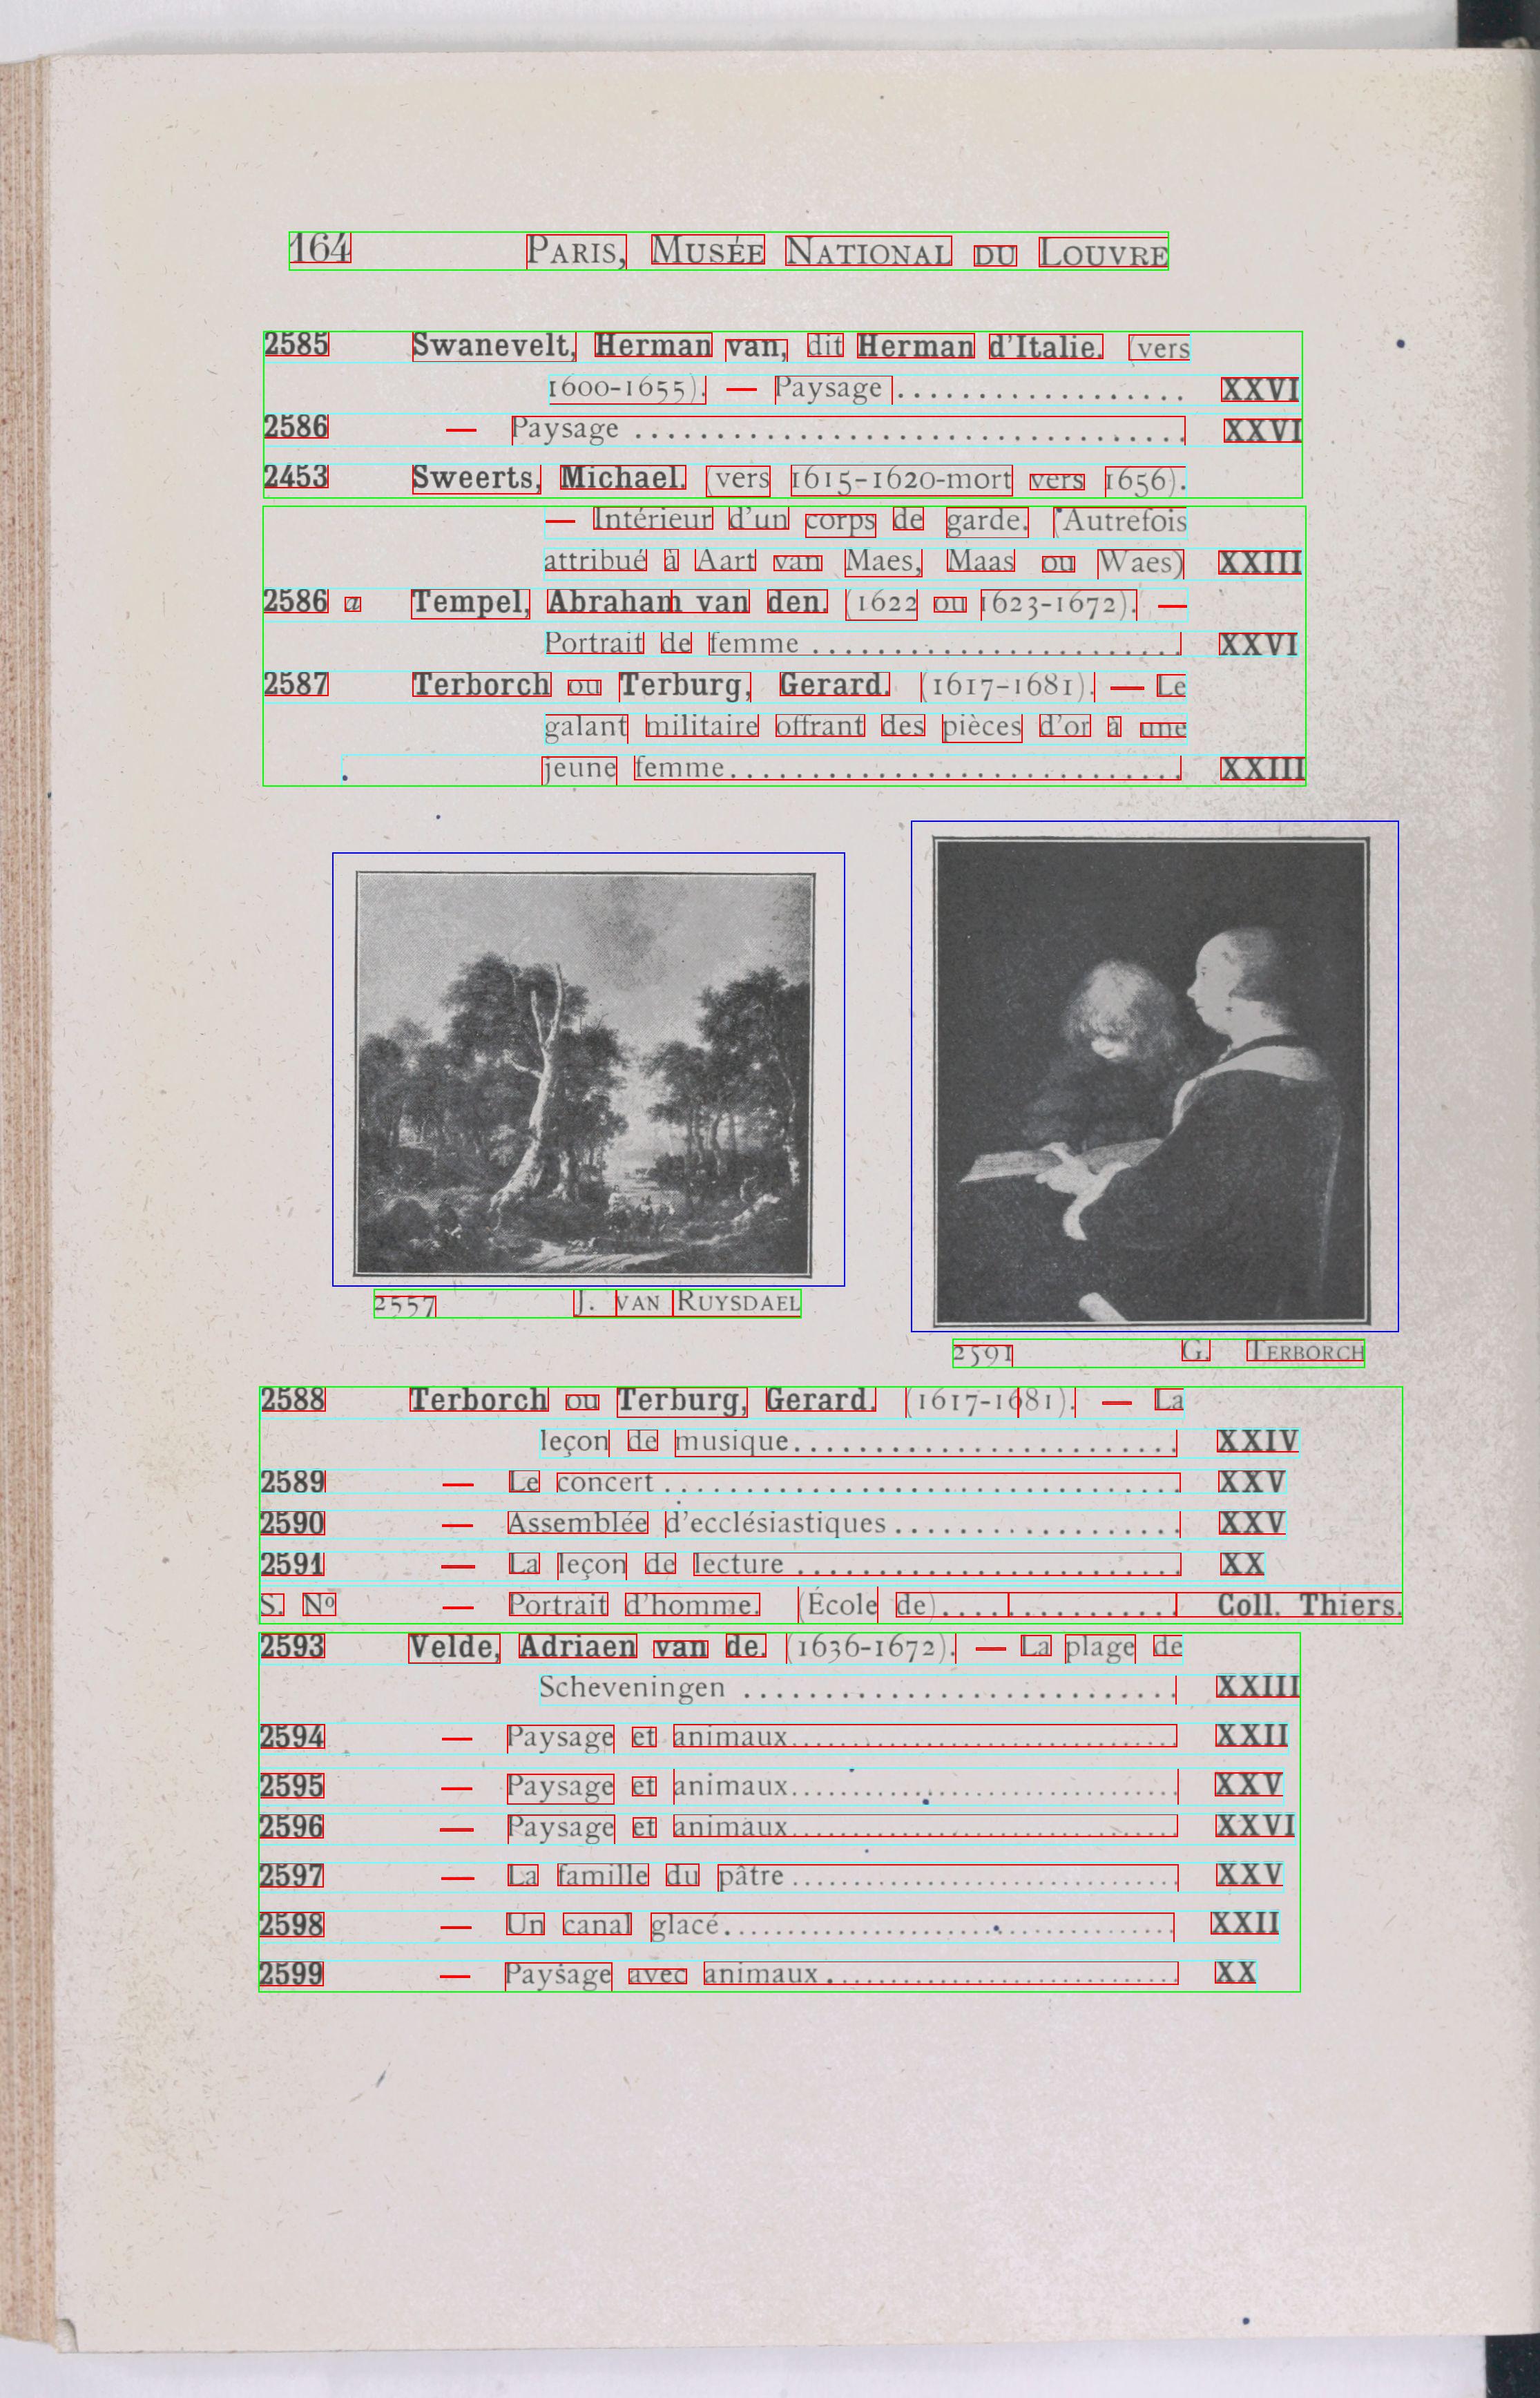 164 PARIS, MUSÉE NATIONAL DU LOUVRE
2585 Swanevelt, Herman van, dit Herman d'Italie. (vers
1600-1655). — Paysage .................. XXVI
2586 — Paysage .................................. XXVI
2453 Sweerts, Michael. (vers 1615-1620-mort vers 1656).
— Intérieur d'un corps de garde. (Autrefois
attribué à Aart van Maes, Maas ou Waes) XXIII
2586 a Tempel, Abraham van den. (1622 ou 1623-1672). —
Portrait de femme ....................... XXVI
2587 Terborch ou Terburg, Gerard. (1617-1681). — Le
galant militaire offrant des pièces d'or à une
jeune femme............................ XXIII
2557 J. VAN RUYSDAEL
2591 G. TERBORCH
2588 Terborch ou Terburg, Gerard. (1617-1681). — La
leçon de musique........................ XXIV
2589 — Le concert ................................ XXV
2590 — Assemblée d'ecclésiastiques .................. XXV
2591 — La leçon de lecture ........................ XX
S. Nº — Portrait d'homme. (École de)............... Coll. Thiers.
2593 Velde, Adriaen van de. (1636-1672). — La plage de
Scheveningen ........................... XXIII
2594 — Paysage et animaux........................ XXII
2595 — Paysage et animaux........................ XXV
2596 — Paysage et animaux........................ XXVI
2597 — La famille du pâtre ........................ XXV
2598 — Un canal glacé............................ XXII
2599 — Paysage avec animaux...................... XX